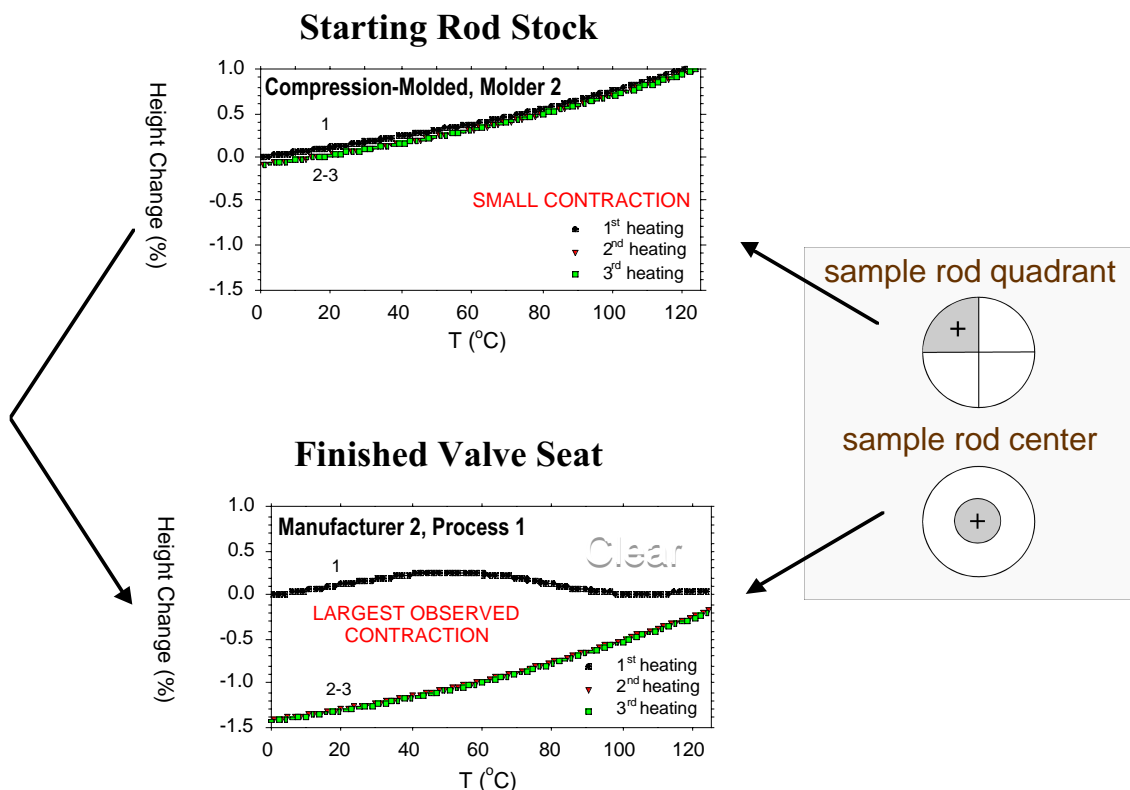 Starting Rod Stock
Height Change (%)
1.0
0.5
0.0
-0.5
-1.0
-1.5
Compression-Molded, Molder 2
1
2-3
SMALL CONTRACTION
1st heating
2nd heating
3rd heating
0 20 40 60 80 100 120
T (oC)
sample rod quadrant
+
sample rod center
+
Finished Valve Seat
Height Change (%)
1.0
0.5
0.0
-0.5
-1.0
-1.5
Manufacturer 2, Process 1
Clear
1
LARGEST OBSERVED
CONTRACTION
2-3
1st heating
2nd heating
3rd heating
0 20 40 60 80 100 120
T (oC)